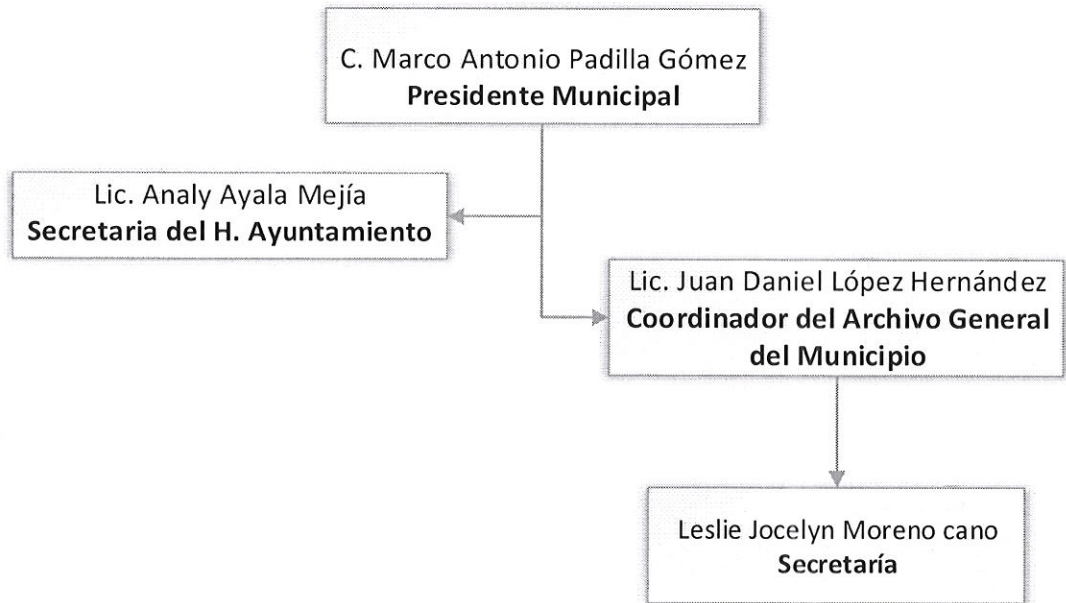 C. Marco Antonio Padilla Gómez
Presidente Municipal
Lic. Analy Ayala Mejía
Secretaria del H. Ayuntamiento
Lic. Juan Daniel López Hernández
Coordinador del Archivo General
del Municipio
Leslie Jocelyn Moreno cano
Secretaría